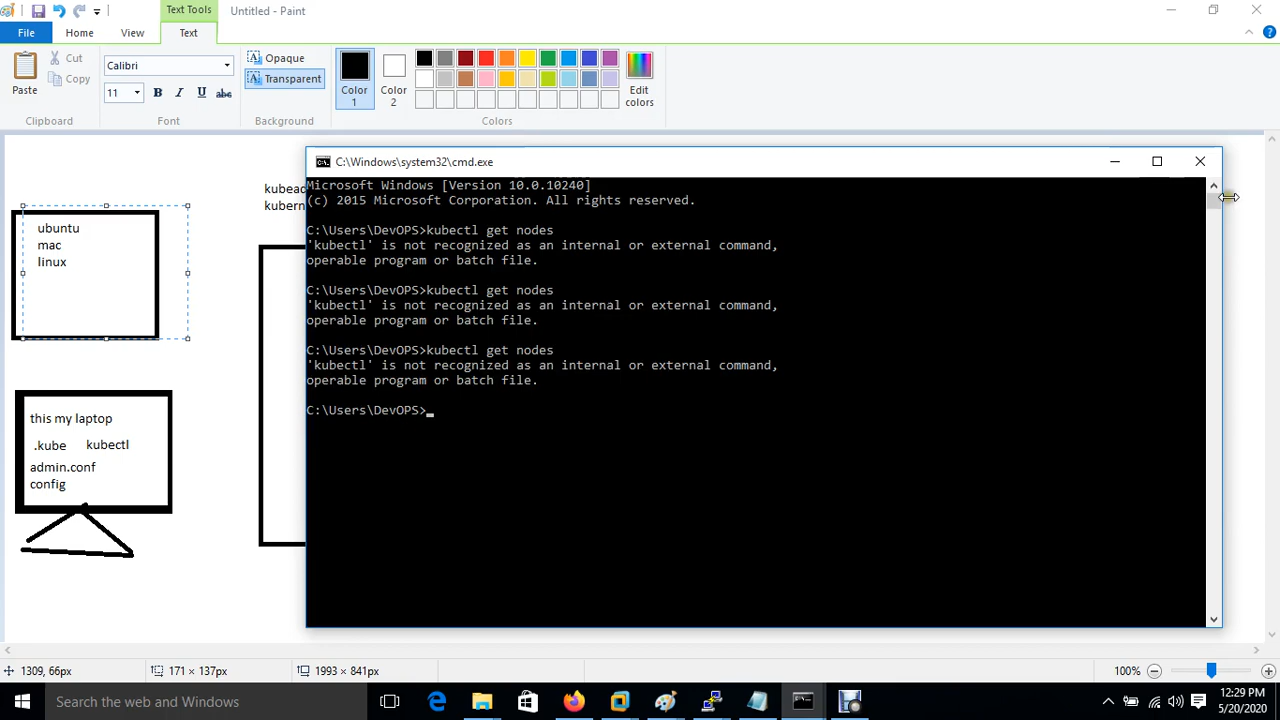 Text Tools
Untitled - Paint
File
Home
View
Text
Paste
Cut
Copy
Clipboard
Calibri
11
B I U abc
Font
Opaque
Transparent
Background
Color 1
Color 2
Edit colors
Colors
ubuntu
mac
linux
this my laptop
.kube kubectl
admin.conf
config
C:\Windows\system32\cmd.exe
Microsoft Windows [Version 10.0.10240]
(c) 2015 Microsoft Corporation. All rights reserved.
C:\Users\DevOPS>kubectl get nodes
'kubectl' is not recognized as an internal or external command,
operable program or batch file.
C:\Users\DevOPS>kubectl get nodes
'kubectl' is not recognized as an internal or external command,
operable program or batch file.
C:\Users\DevOPS>kubectl get nodes
'kubectl' is not recognized as an internal or external command,
operable program or batch file.
C:\Users\DevOPS>_
1309, 66px
171 × 137px
1993 × 841px
100%
Search the web and Windows
12:29 PM
5/20/2020